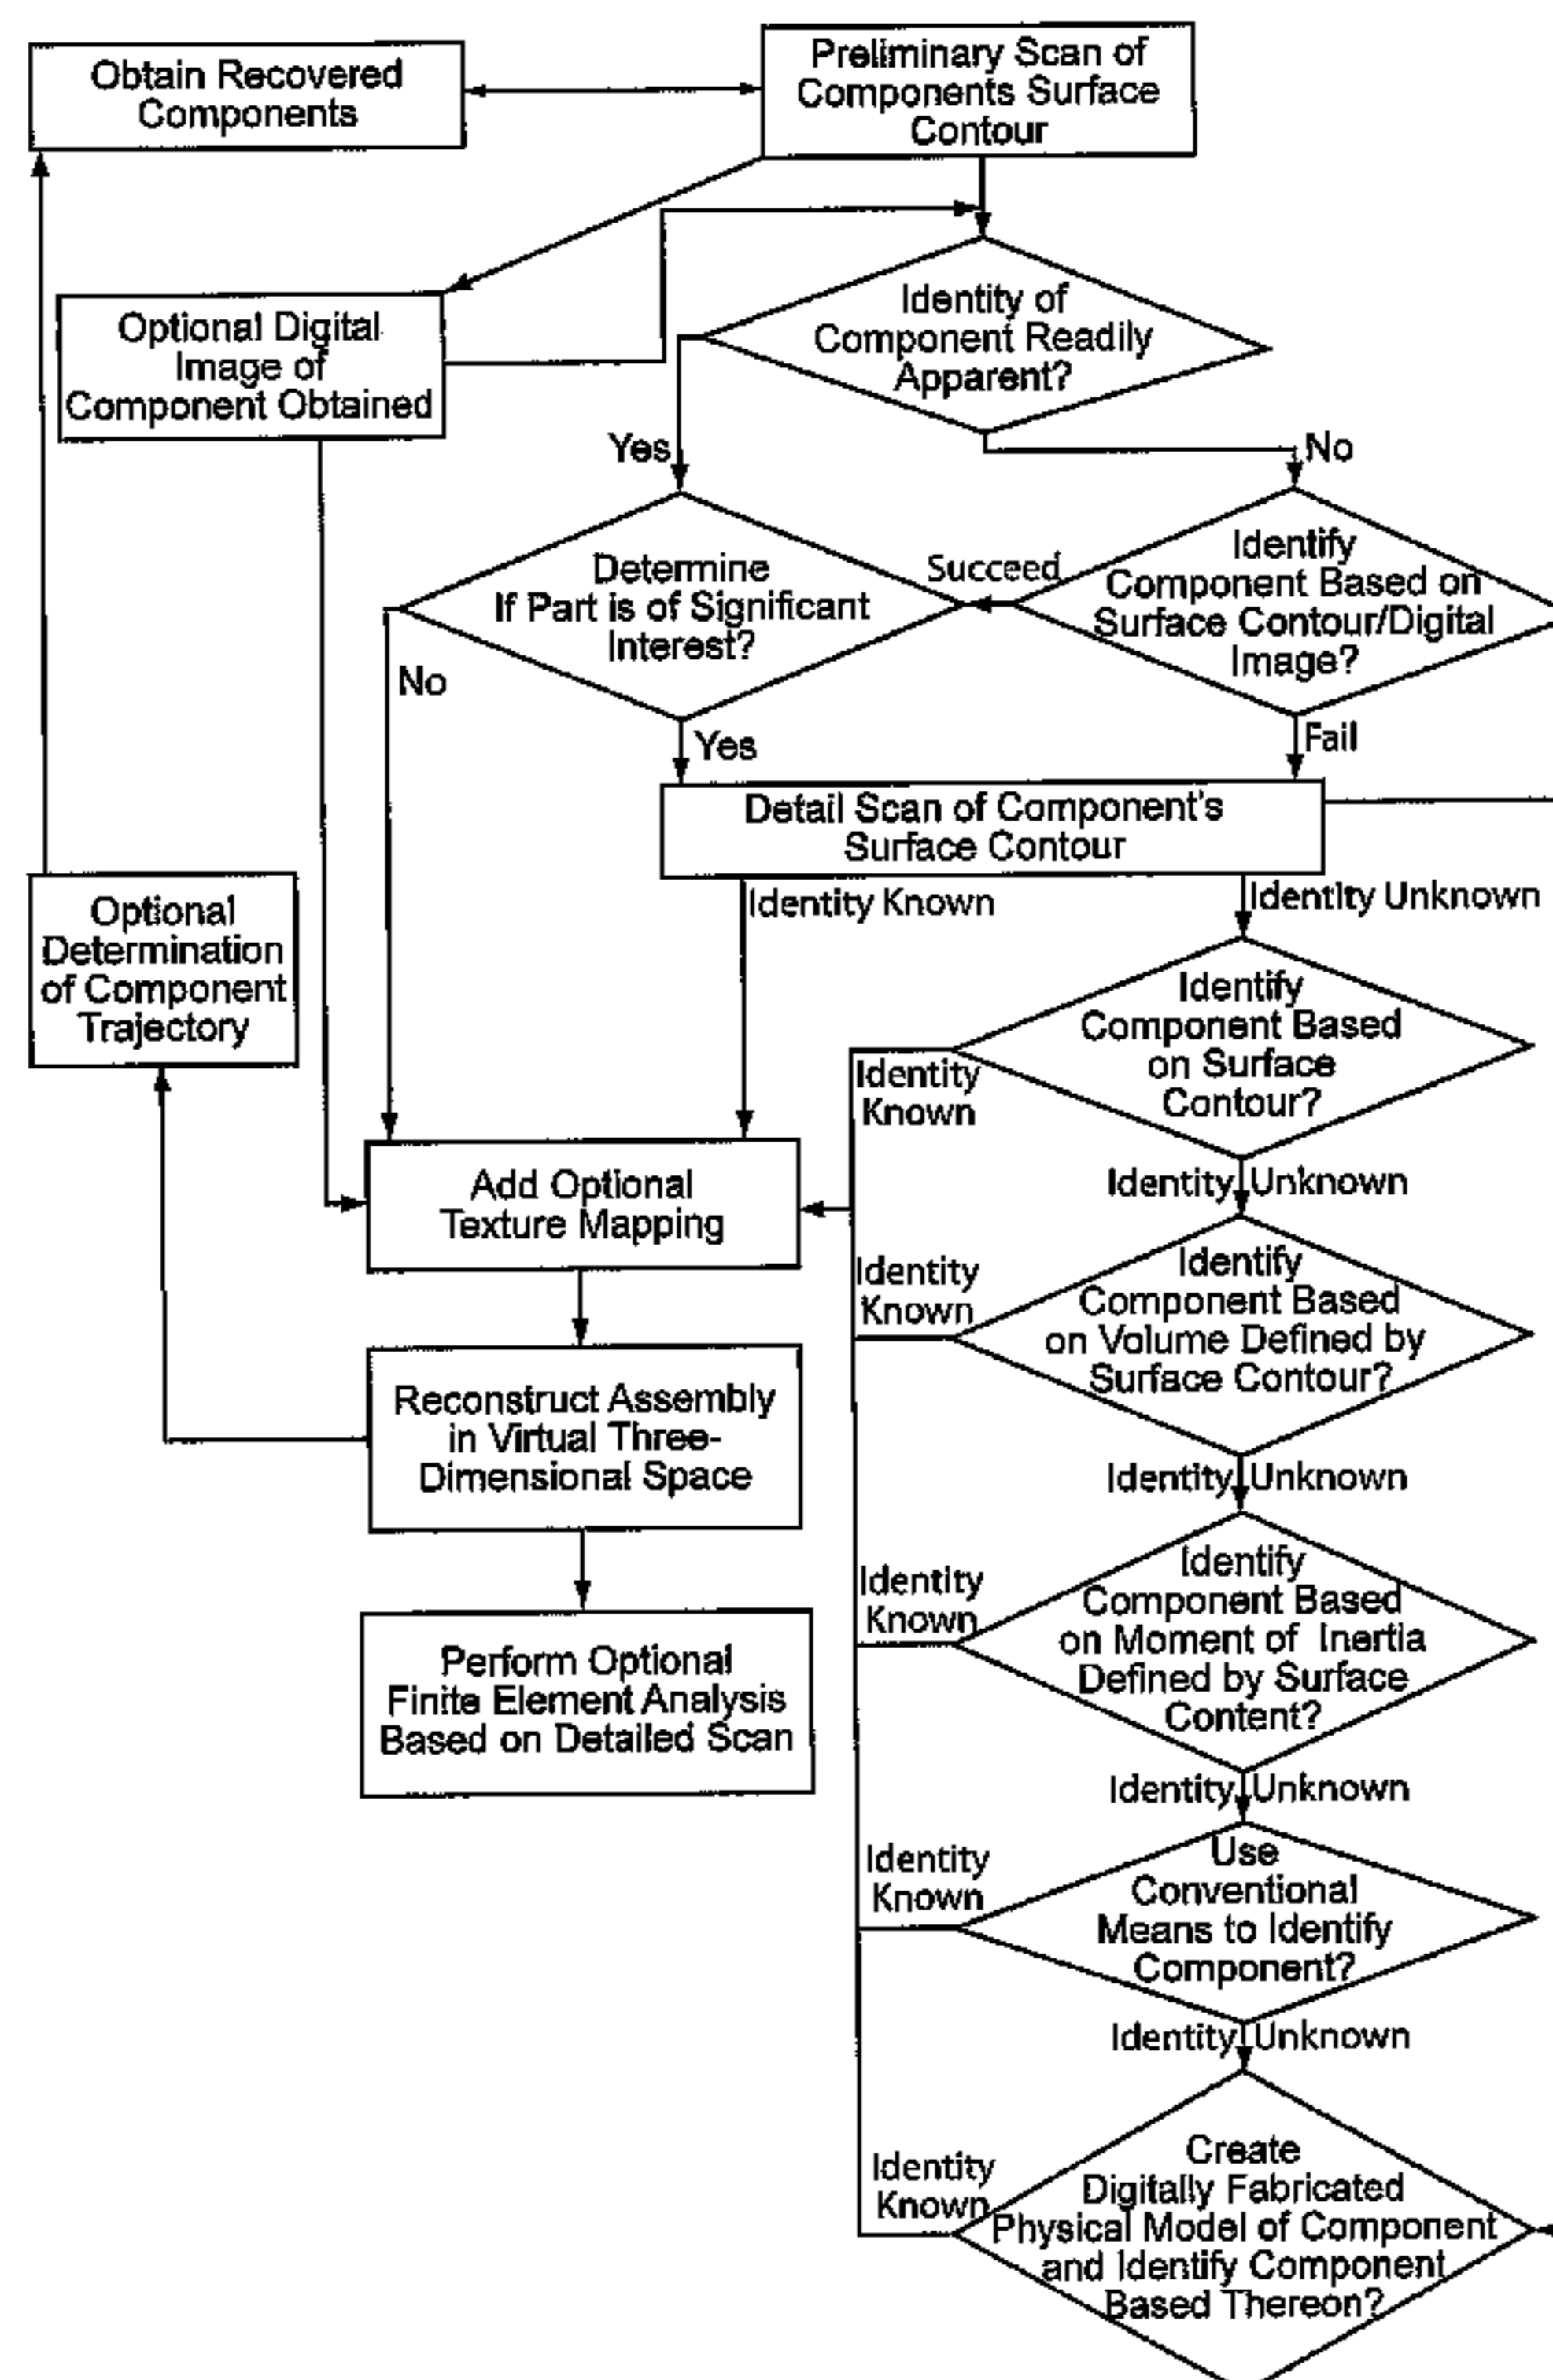 Obtain Recovered
Components
Preliminary Scan of
Components Surface
Contour
Optional Digital
Image of
Component Obtained
Identity of
Component Readily
Apparent?
Yes
No
Determine
If Part is of Significant
Interest?
Succeed
Identify
Component Based on
Surface Contour/Digital
Image?
No
Yes
Fail
Detail Scan of Component's
Surface Contour
Identity Known
Identity Unknown
Optional
Determination
of Component
Trajectory
Identify
Component Based
on Surface
Contour?
Identity
Known
Identity Unknown
Add Optional
Texture Mapping
Identify
Component Based
on Volume Defined by
Surface Contour?
Identity
Known
Identity Unknown
Reconstruct Assembly
in Virtual Three-
Dimensional Space
Identify
Component Based
on Moment of Inertia
Defined by Surface
Content?
Identity
Known
Identity Unknown
Perform Optional
Finite Element Analysis
Based on Detailed Scan
Use
Conventional
Means to Identify
Component?
Identity
Known
Identity Unknown
Create
Digitally Fabricated
Physical Model of Component
and Identify Component
Based Thereon?
Identity
Known